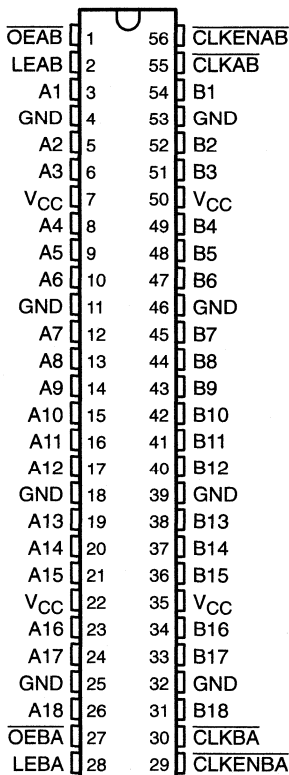 OEAB 1 56 CLKENAB
LEAB 2 55 CLKAB
A1 3 54 B1
GND 4 53 GND
A2 5 52 B2
A3 6 51 B3
VCC 7 50 VCC
A4 8 49 B4
A5 9 48 B5
A6 10 47 B6
GND 11 46 GND
A7 12 45 B7
A8 13 44 B8
A9 14 43 B9
A10 15 42 B10
A11 16 41 B11
A12 17 40 B12
GND 18 39 GND
A13 19 38 B13
A14 20 37 B14
A15 21 36 B15
VCC 22 35 VCC
A16 23 34 B16
A17 24 33 B17
GND 25 32 GND
A18 26 31 B18
OEBA 27 30 CLKBA
LEBA 28 29 CLKENBA